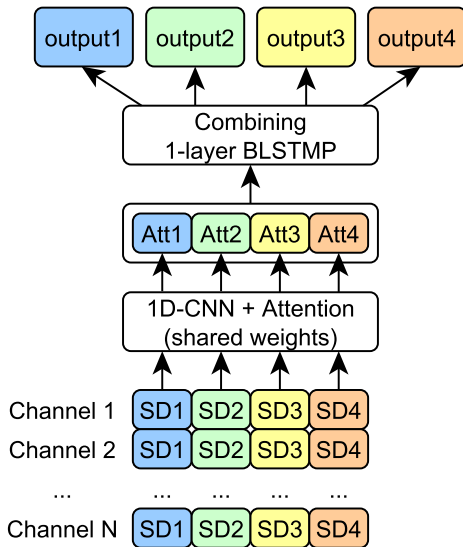 output1 output2 output3 output4
Combining
1-layer BLSTMP
Att1 Att2 Att3 Att4
1D-CNN + Attention
(shared weights)
Channel 1 SD1 SD2 SD3 SD4
Channel 2 SD1 SD2 SD3 SD4
... ... ... ... ...
Channel N SD1 SD2 SD3 SD4